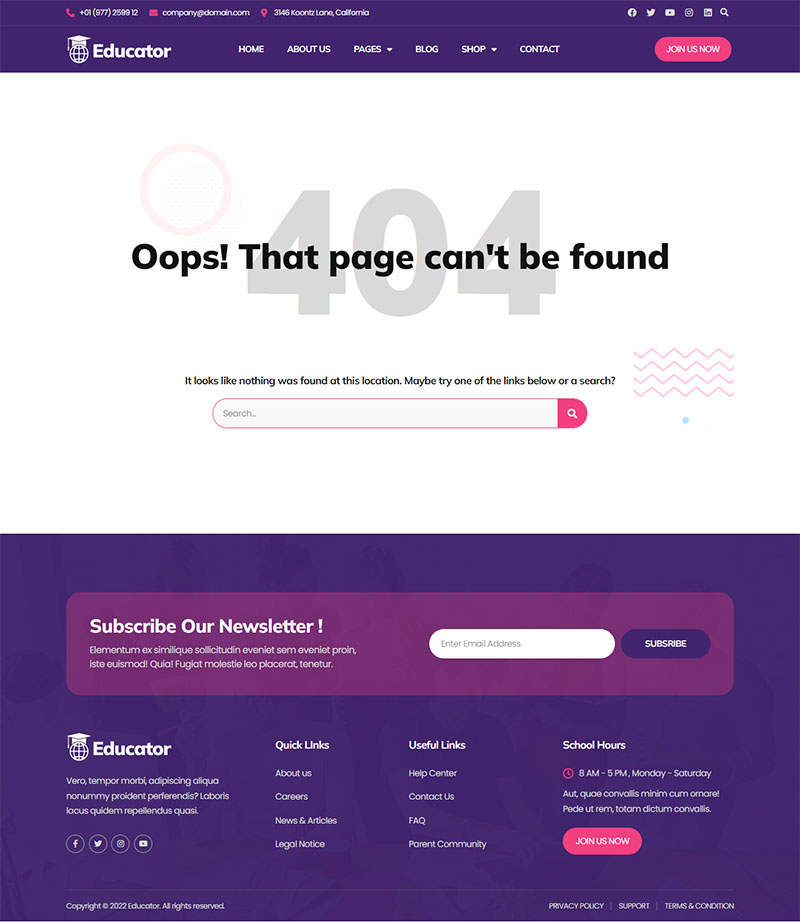 +01 (977) 2599 12 company@domain.com 3146 Koontz Lane, California
Educator HOME ABOUT US PAGES BLOG SHOP CONTACT JOIN US NOW
404
Oops! That page can't be found
It looks like nothing was found at this location. Maybe try one of the links below or a search?
Search...
Subscribe Our Newsletter !
Elementum ex similique sollicitudin eveniet sem eveniet proin,
iste euismod! Quia! Fugiat molestie leo placerat, tenetur.
Enter Email Address SUBSRIBE
Educator
Vero, tempor morbi, adipiscing aliqua
nonummy proident perferendis? Laboris
lacus quidem repellendus quasi.
Quick LInks
About us
Careers
News & Articles
Legal Notice
Useful Links
Help Center
Contact Us
FAQ
Parent Community
School Hours
8 AM - 5 PM , Monday - Saturday
Aut, quae convallis minim cum ornare!
Pede ut rem, totam dictum convallis.
JOIN US NOW
Copyright © 2022 Educator. All rights reserved. PRIVACY POLICY SUPPORT TERMS & CONDITION